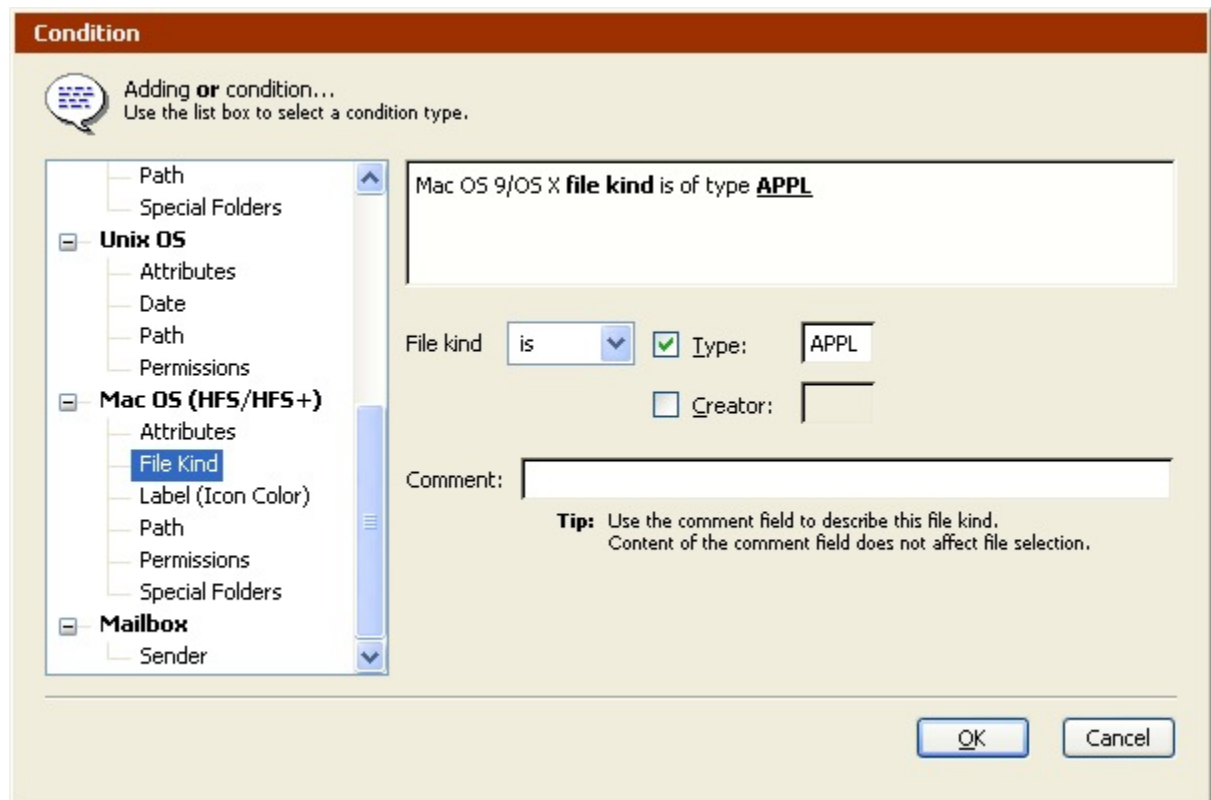 Condition
Adding or condition...
Use the list box to select a condition type.
Path
Special Folders
Unix OS
Attributes
Date
Path
Permissions
Mac OS (HFS/HFS+)
Attributes
File Kind
Label (Icon Color)
Path
Permissions
Special Folders
Mailbox
Sender
Mac OS 9/OS X file kind is of type APPL
File kind is Type: APPL
Creator:
Comment:
Tip: Use the comment field to describe this file kind.
Content of the comment field does not affect file selection.
OK Cancel